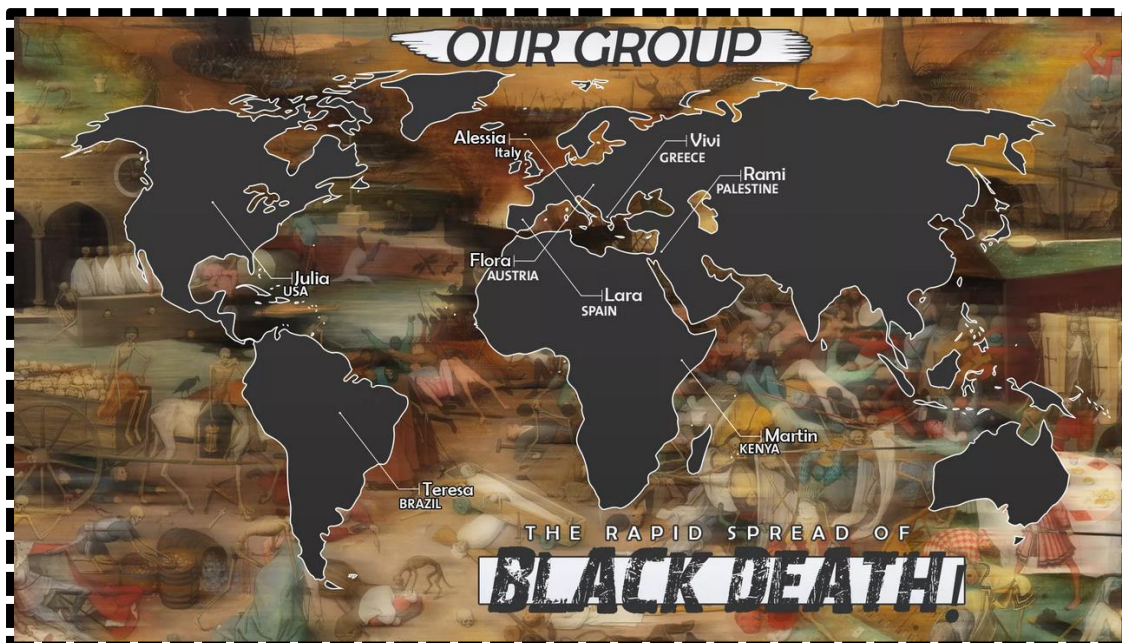 OUR GROUP
Alessia
Italy
Vivi
GREECE
Rami
PALESTINE
Flora
AUSTRIA
Julia
USA
Lara
SPAIN
Martin
KENYA
Teresa
BRAZIL
THE RAPID SPREAD OF
BLACK DEATH!